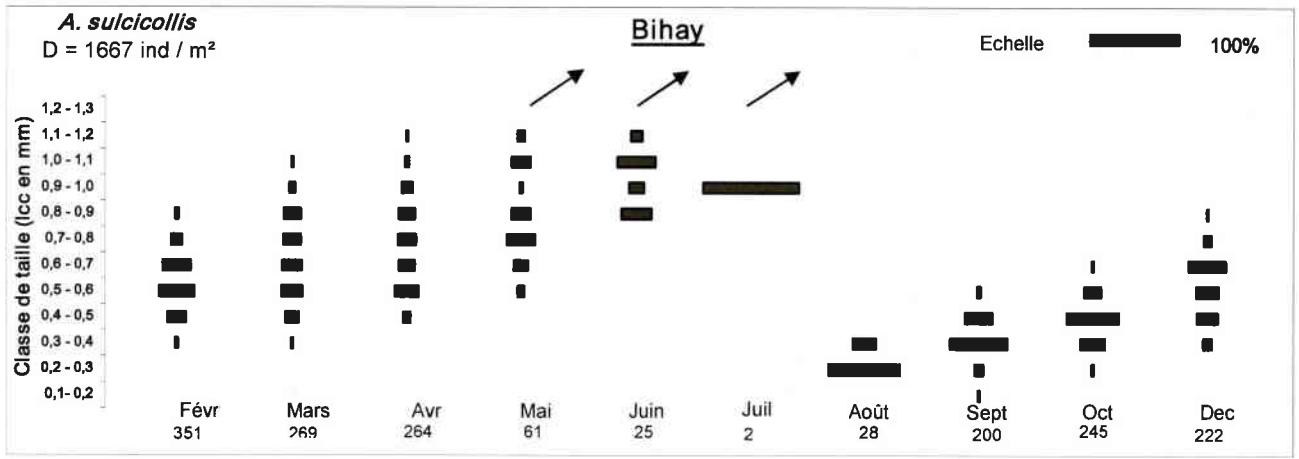 A. sulcicollis
D = 1667 ind / m²
Bihay
Echelle 100%
Classe de taille (lcc en mm)
1,2 - 1,3
1,1 - 1,2
1,0 - 1,1
0,9 - 1,0
0,8 - 0,9
0,7 - 0,8
0,6 - 0,7
0,5 - 0,6
0,4 - 0,5
0,3 - 0,4
0,2 - 0,3
0,1 - 0,2
Févr Mars Avr Mai Juin Juil Août Sept Oct Dec
351 269 264 61 25 2 28 200 245 222